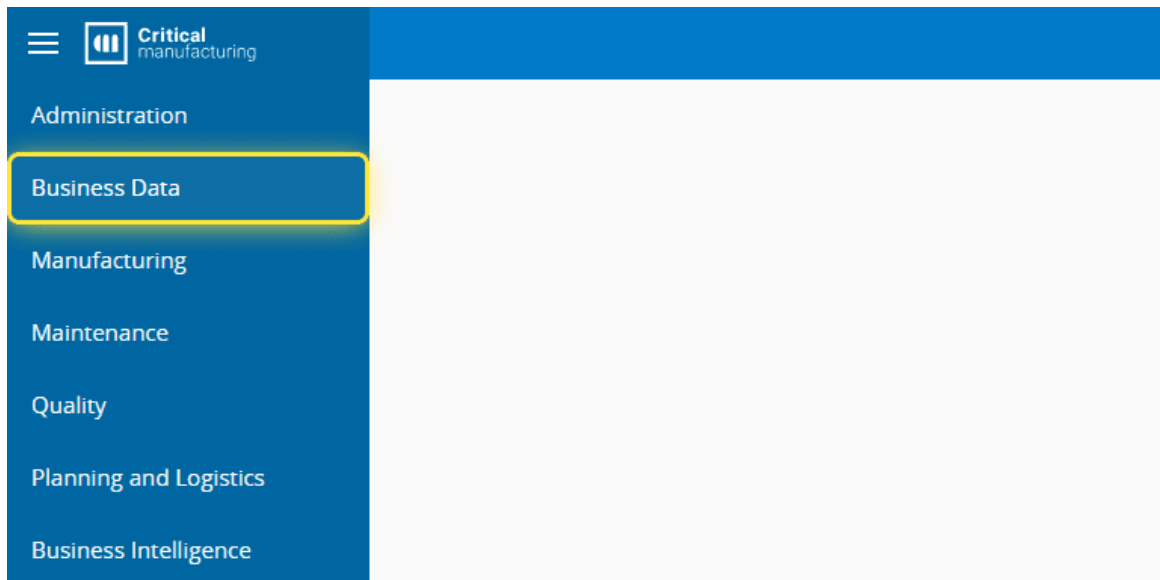 Critical
manufacturing
Administration
Business Data
Manufacturing
Maintenance
Quality
Planning and Logistics
Business Intelligence